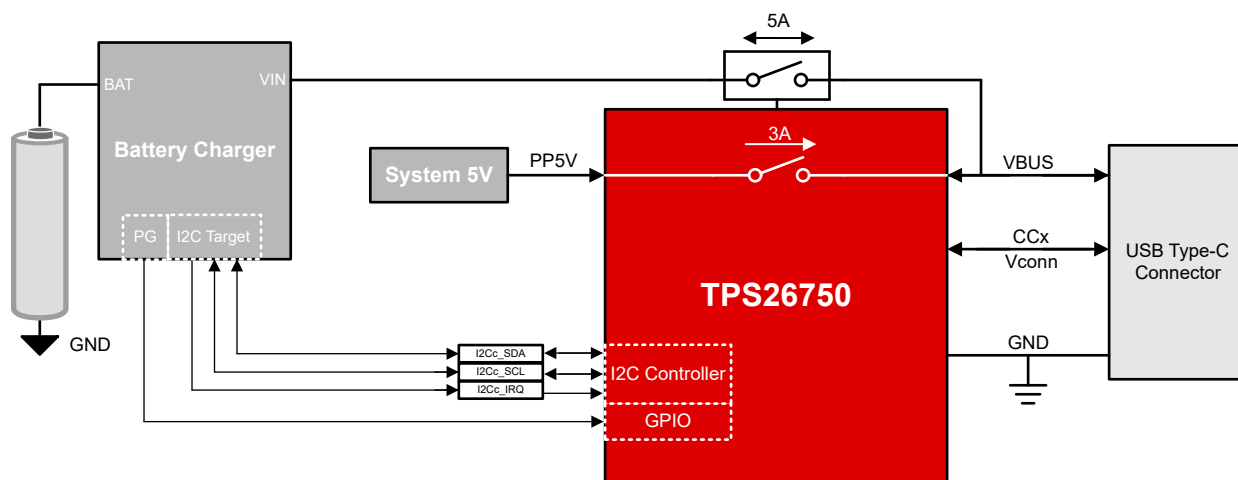 5A
BAT
VIN
Battery Charger
3A
System 5V
PP5V
VBUS
PG
I2C Target
CCx
Vconn
USB Type-C
Connector
TPS26750
GND
GND
I2Cc_SDA
I2Cc_SCL
I2Cc_IRQ
I2C Controller
GPIO